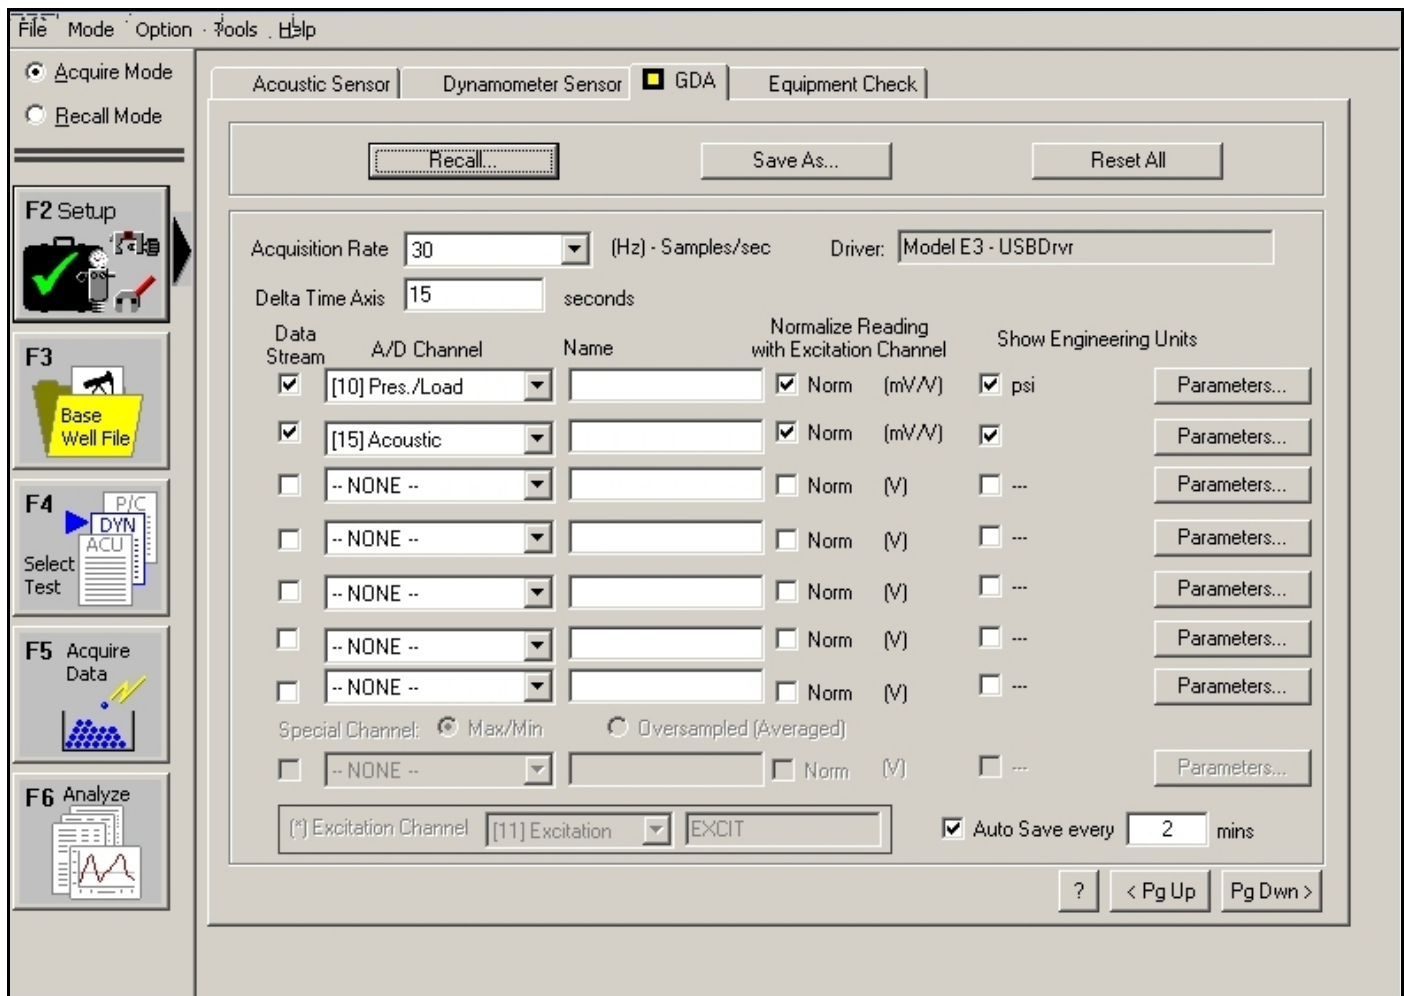 File Mode Option Tools Help
Acquire Mode
Recall Mode
F2 Setup
F3
Base
Well File
F4
P/C
DYN
ACU
Select
Test
F5 Acquire
Data
F6 Analyze
Acoustic Sensor Dynamometer Sensor GDA Equipment Check
Recall... Save As... Reset All
Acquisition Rate 30 (Hz) - Samples/sec Driver: Model E3 - USBDrvr
Delta Time Axis 15 seconds
Data
Stream
A/D Channel
Name
Normalize Reading
with Excitation Channel
Show Engineering Units
[10] Pres./Load Norm (mV/V) psi Parameters...
[15] Acoustic Norm (mV/V) Parameters...
-- NONE -- Norm (V) --- Parameters...
-- NONE -- Norm (V) --- Parameters...
-- NONE -- Norm (V) --- Parameters...
-- NONE -- Norm (V) --- Parameters...
-- NONE -- Norm (V) --- Parameters...
Special Channel: Max/Min Oversampled (Averaged)
-- NONE -- Norm (V) --- Parameters...
(*) Excitation Channel [11] Excitation EXCIT Auto Save every 2 mins
? < Pg Up Pg Dwn >